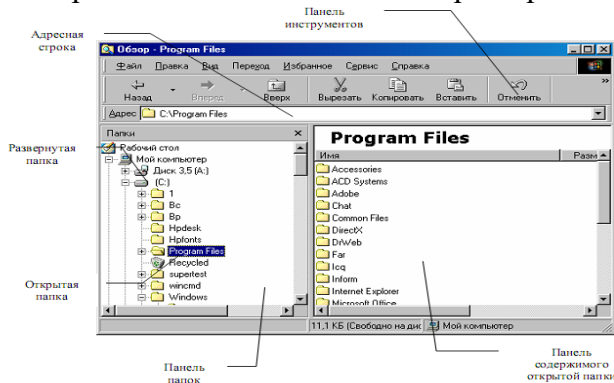 Панель
инструментов
Адресная
строка
Обзор - Program Files
Файл Правка Вид Переход Избранное Сервис Справка
Назад Вперед Вверх Вырезать Копировать Вставить Отменить »
Адрес C:\Program Files
Папки
Program Files
Развернутая
папка
Рабочий стол
Мой компьютер
Диск 3,5 (A:)
(C:)
1
Bc
Bp
Hpdesk
Hpfonts
Program Files
Recycled
supertest
wincmd
Windows
Имя Разм
Accessories
ACD Systems
Adobe
Chat
Common Files
DirectX
DrWeb
Far
Icq
Inform
Internet Explorer
Microsoft Office
Открытая
папка
11,1 КБ (Свободно на дис Мой компьютер
Панель
папок
Панель
содержимого
открытой папки